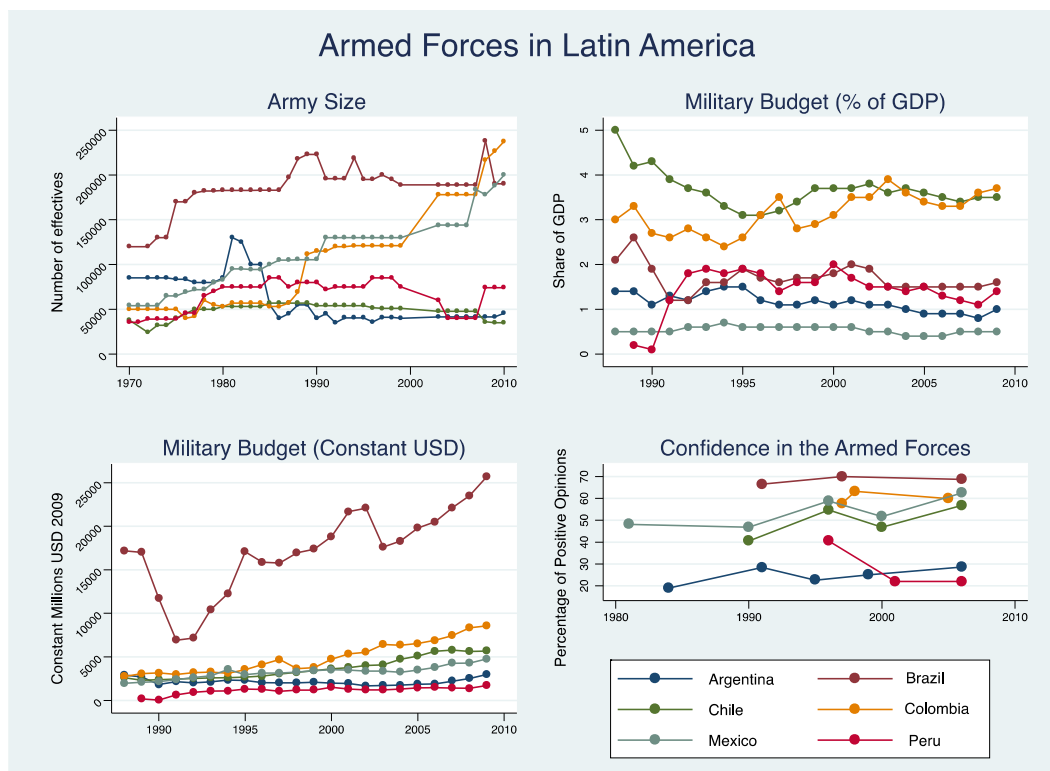 Armed Forces in Latin America
Army Size
Number of effectives
250000
200000
150000
100000
50000
0
1970
1980
1990
2000
2010
Military Budget (% of GDP)
Share of GDP
5
4
3
2
1
0
1990
1995
2000
2005
2010
Military Budget (Constant USD)
Constant Millions USD 2009
25000
20000
15000
10000
5000
0
1990
1995
2000
2005
2010
Confidence in the Armed Forces
Percentage of Positive Opinions
70
60
50
40
30
20
1980
1990
2000
2010
Argentina
Brazil
Chile
Colombia
Mexico
Peru